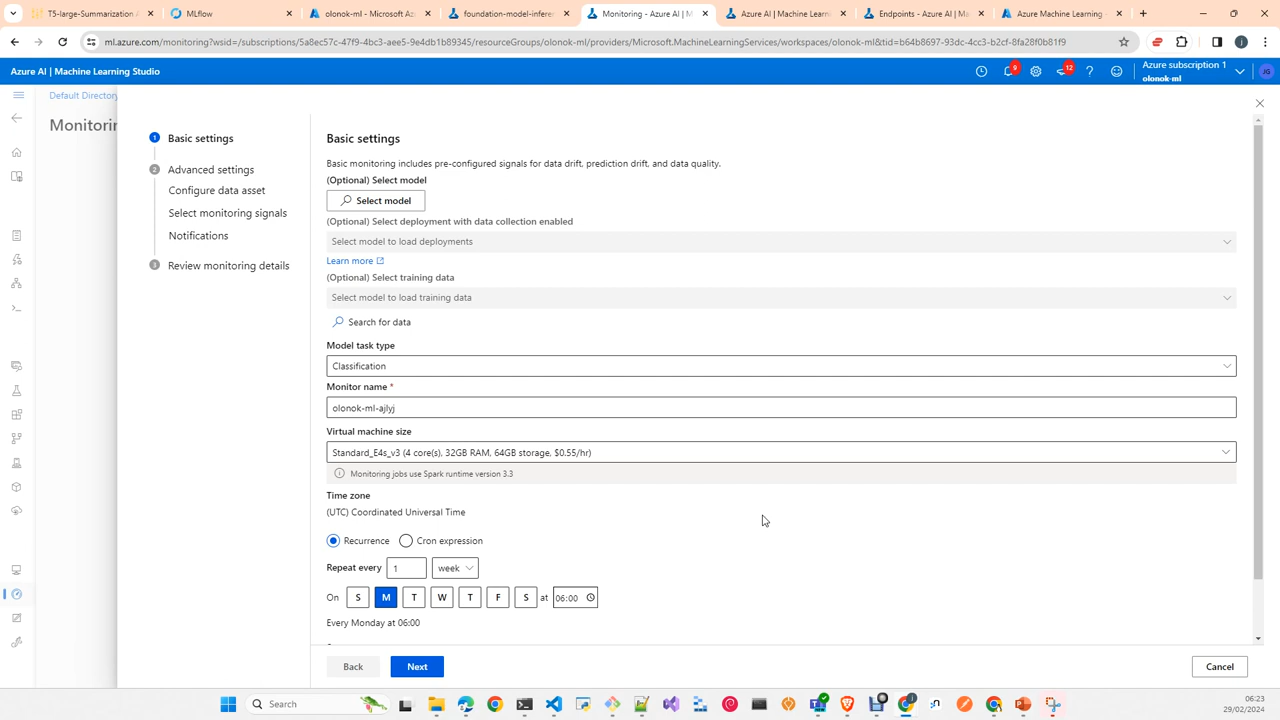 T5-large-Summarization
MLflow
olonok-ml - Microsoft Az
foundation-model-infere
Monitoring - Azure AI | M
Azure AI | Machine Learni
Endpoints - Azure AI | Ma
Azure Machine Learning
ml.azure.com/monitoring?wsid=/subscriptions/5a8ec57c-47f9-4bc3-aee5-9e4db1b89345/resourceGroups/olonok-ml/providers/Microsoft.MachineLearningServices/workspaces/olonok-ml&tid=b64b8697-93dc-4cc3-b2cf-8fa28f0b81f9
Azure AI | Machine Learning Studio
9
12
Azure subscription 1
olonok-ml
JG
Default Directory
Monitorin
1 Basic settings
2 Advanced settings
Configure data asset
Select monitoring signals
Notifications
3 Review monitoring details
Basic settings
Basic monitoring includes pre-configured signals for data drift, prediction drift, and data quality.
(Optional) Select model
Select model
(Optional) Select deployment with data collection enabled
Select model to load deployments
Learn more
(Optional) Select training data
Select model to load training data
Search for data
Model task type
Classification
Monitor name *
olonok-ml-ajlyj
Virtual machine size
Standard_E4s_v3 (4 core(s), 32GB RAM, 64GB storage, $0.55/hr)
Monitoring jobs use Spark runtime version 3.3
Time zone
(UTC) Coordinated Universal Time
Recurrence Cron expression
Repeat every 1 week
On S M T W T F S at 06:00
Every Monday at 06:00
Back Next Cancel
Search
06:23
29/02/2024